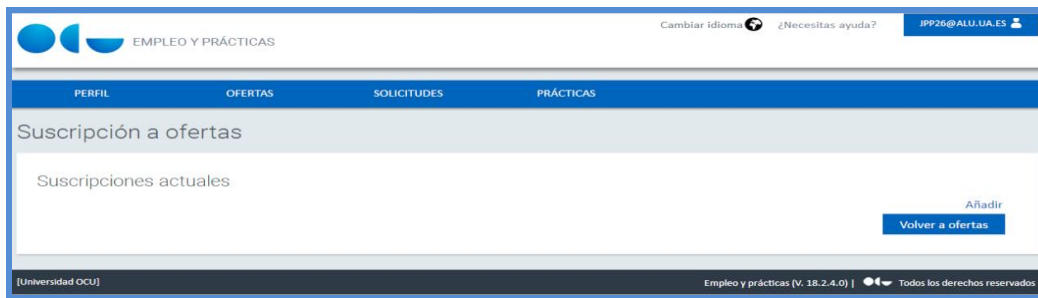 Cambiar idioma ¿Necesitas ayuda? JPP26@ALU.UA.ES
EMPLEO Y PRÁCTICAS
PERFIL OFERTAS SOLICITUDES PRÁCTICAS
Suscripción a ofertas
Suscripciones actuales
Añadir
Volver a ofertas
[Universidad OCU] Empleo y prácticas (V. 18.2.4.0) | Todos los derechos reservados